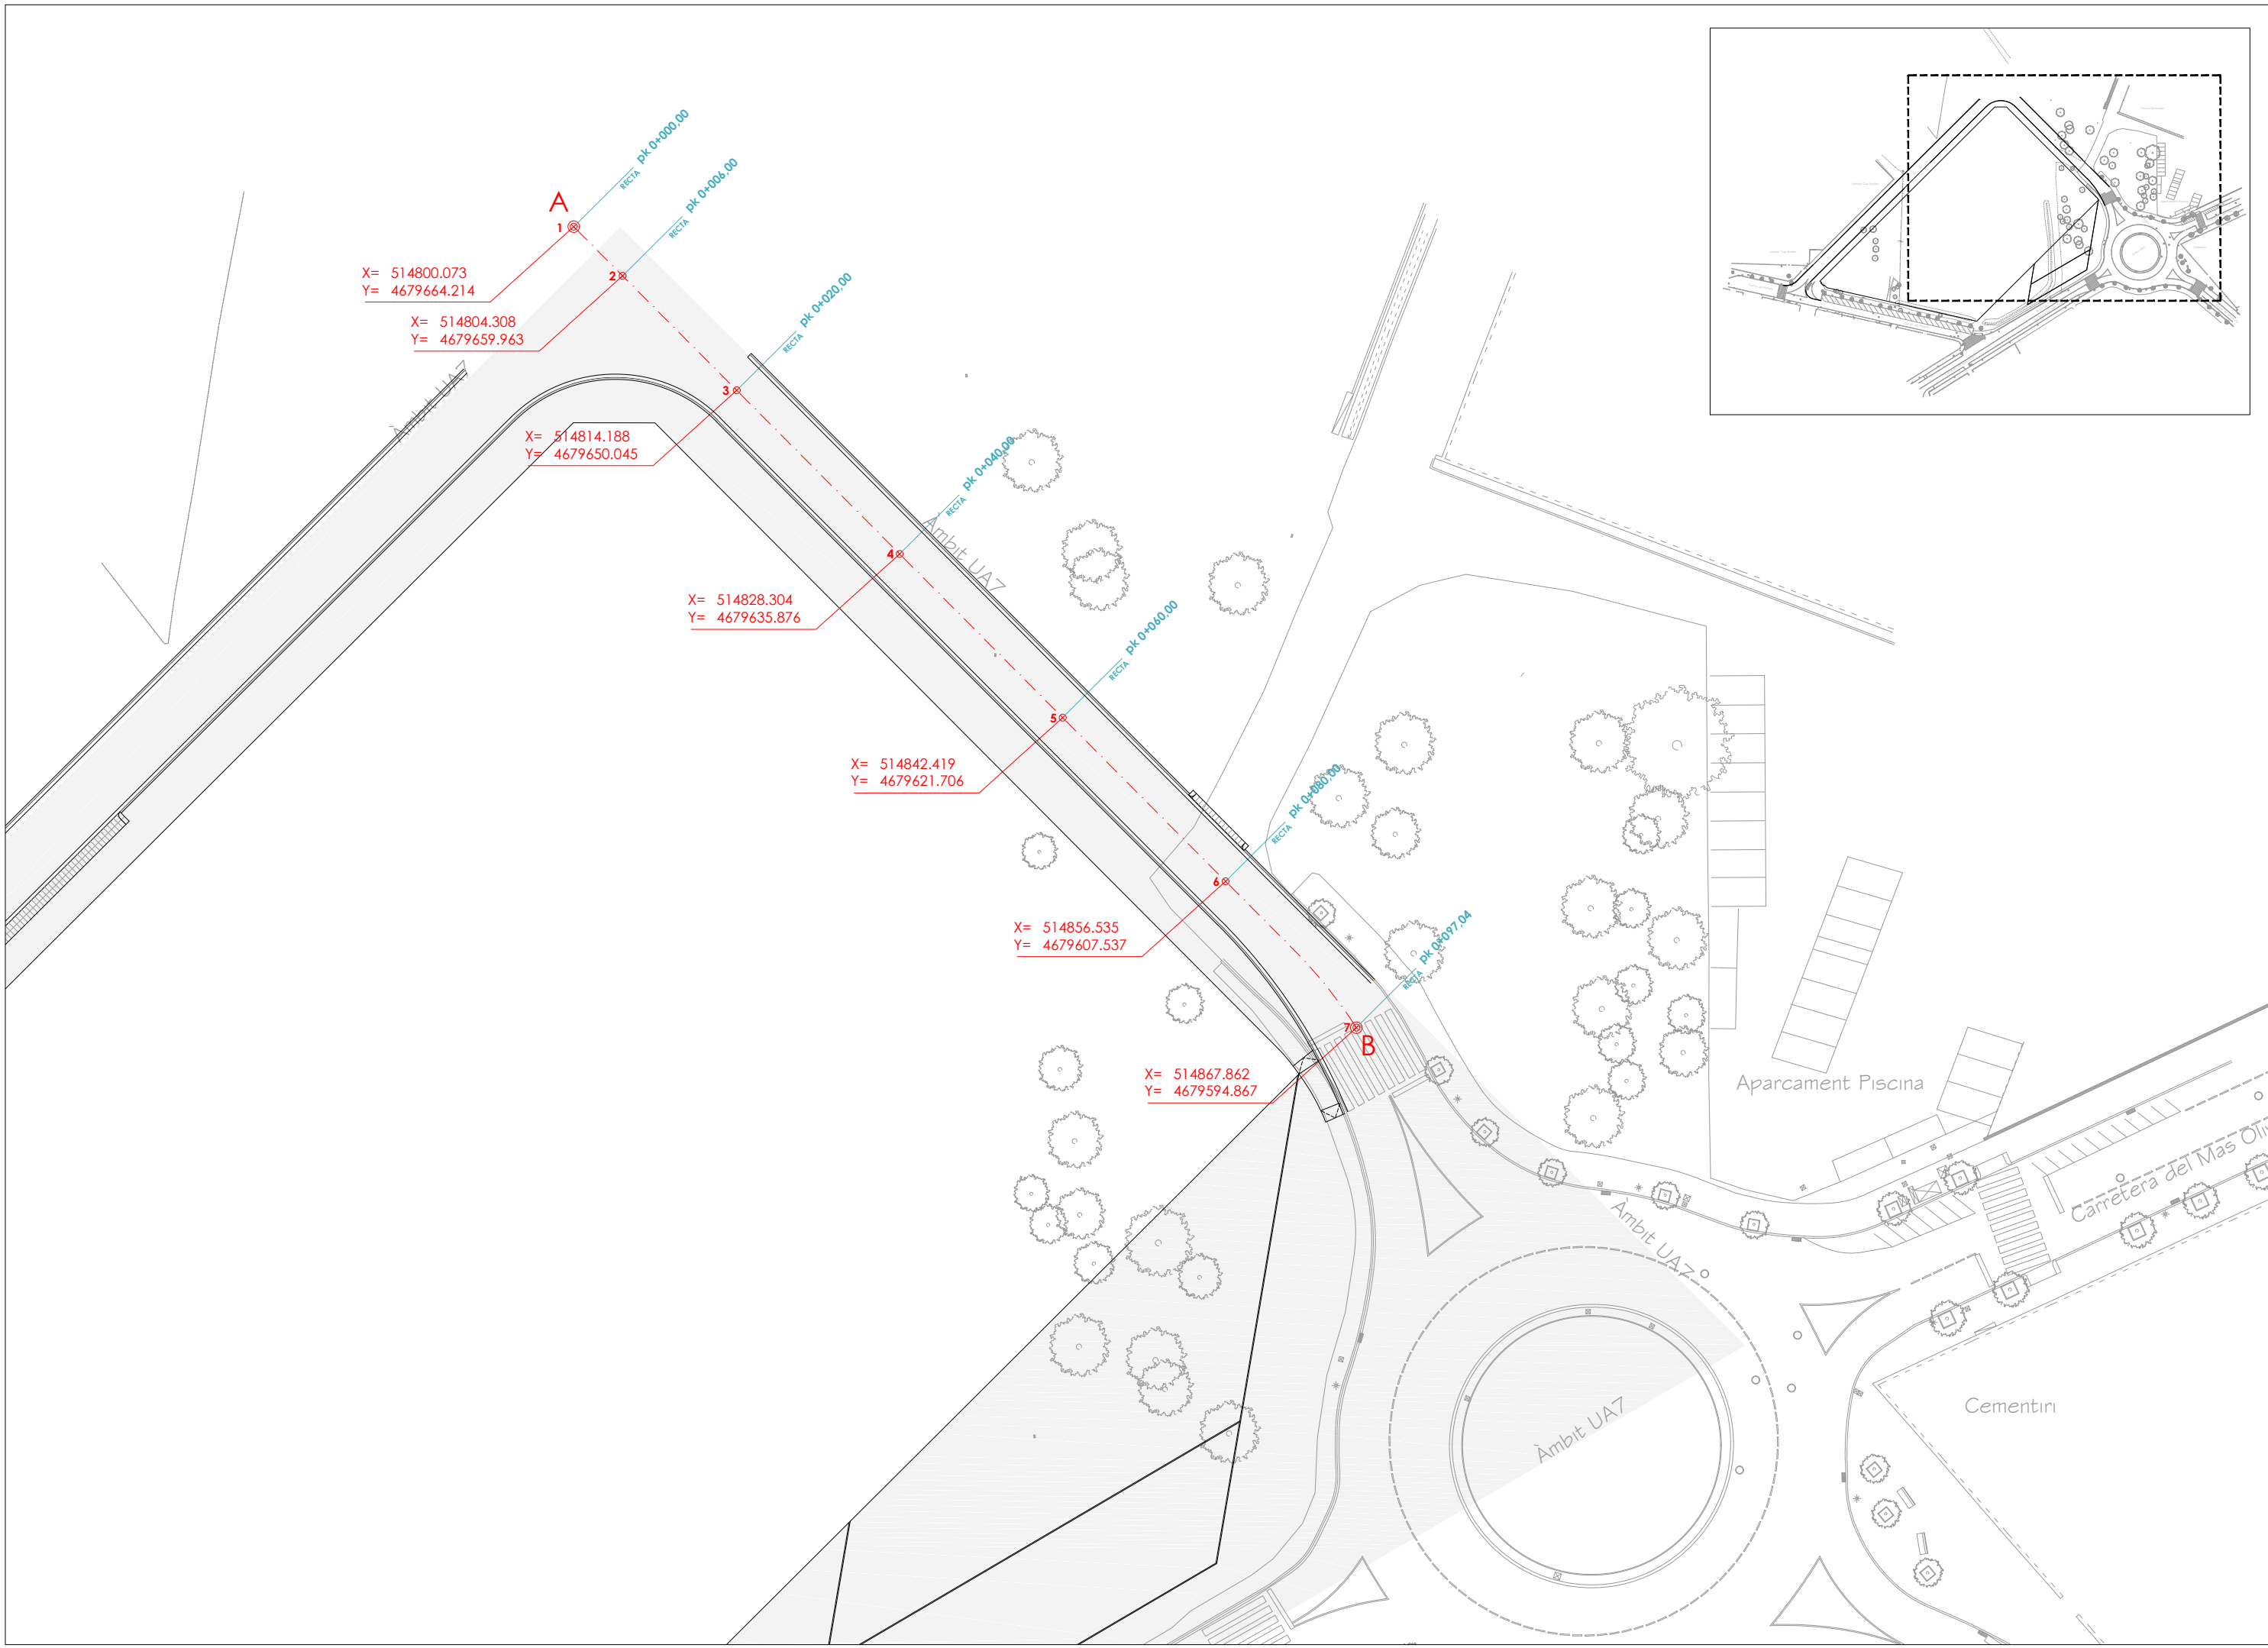 pk 0+000,00
RECTA
A
1
X= 514800.073
Y= 4679664.214
pk 0+006,00
RECTA
2
X= 514804.308
Y= 4679659.963
pk 0+020,00
RECTA
3
X= 514814.188
Y= 4679650.045
Àmbit UA7
pk 0+040,00
RECTA
4
X= 514828.304
Y= 4679635.876
Àmbit UA7
pk 0+060,00
RECTA
5
X= 514842.419
Y= 4679621.706
pk 0+080,00
RECTA
6
X= 514856.535
Y= 4679607.537
pk 0+097,04
RECTA
7
B
X= 514867.862
Y= 4679594.867
Aparcament Piscina
Carretera del Mas
Àmbit UA7
Àmbit UA7
Cementiri